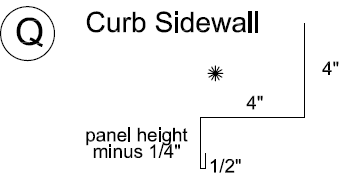 Q
Curb Sidewall
4"
4"
panel height
minus 1/4"
1/2"